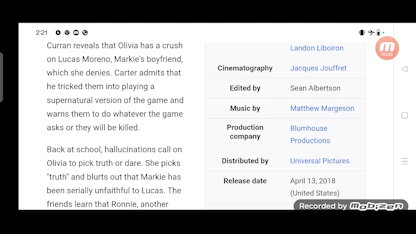 2:21
Curran reveals that Olivia has a crush
on Lucas Moreno, Markie's boyfriend,
which she denies. Carter admits that
he tricked them into playing a
supernatural version of the game and
warns them to do whatever the game
asks or they will be killed.
Back at school, hallucinations call on
Olivia to pick truth or dare. She picks
"truth" and blurts out that Markie has
been serially unfaithful to Lucas. The
friends learn that Ronnie, another
Landon Liboiron
Cinematography Jacques Jouffret
Edited by Sean Albertson
Music by Matthew Margeson
Production Blumhouse
company Productions
Distributed by Universal Pictures
Release date April 13, 2018
(United States)
Recorded by Mobizen